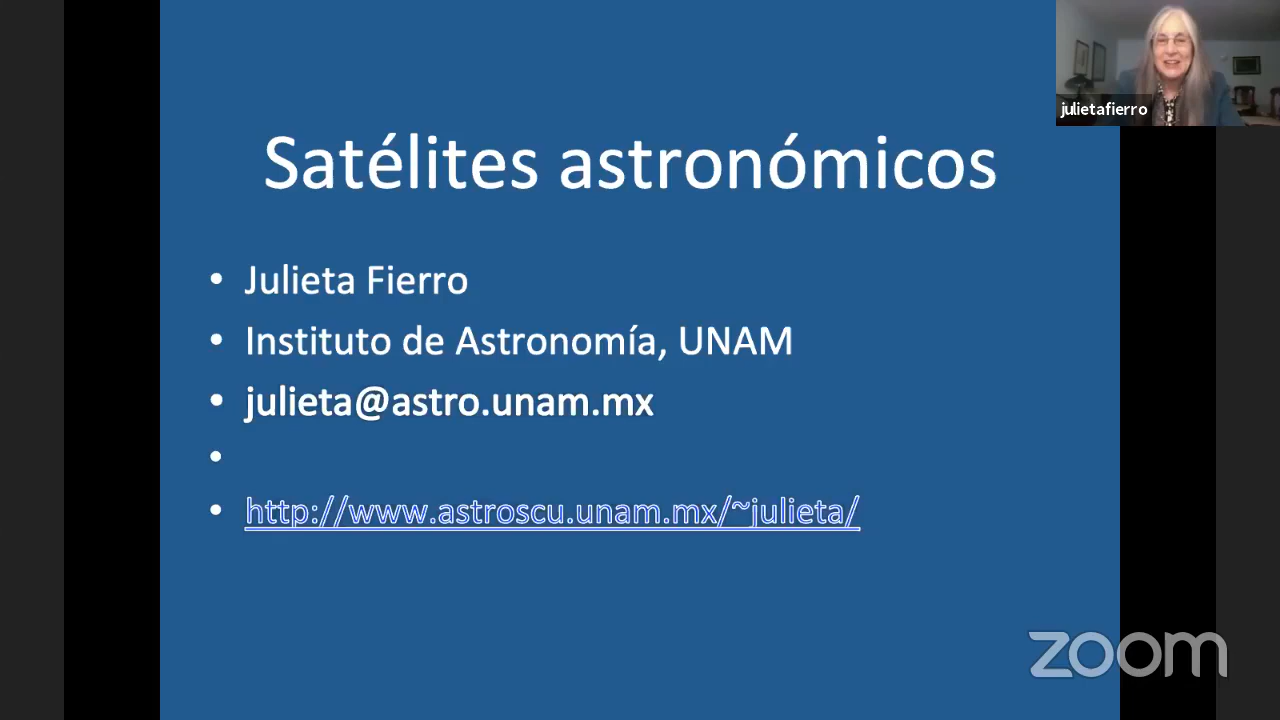 julietafierro
Satélites astronómicos
• Julieta Fierro
• Instituto de Astronomía, UNAM
• julieta@astro.unam.mx
•
• http://www.astroscu.unam.mx/~julieta/
zoom